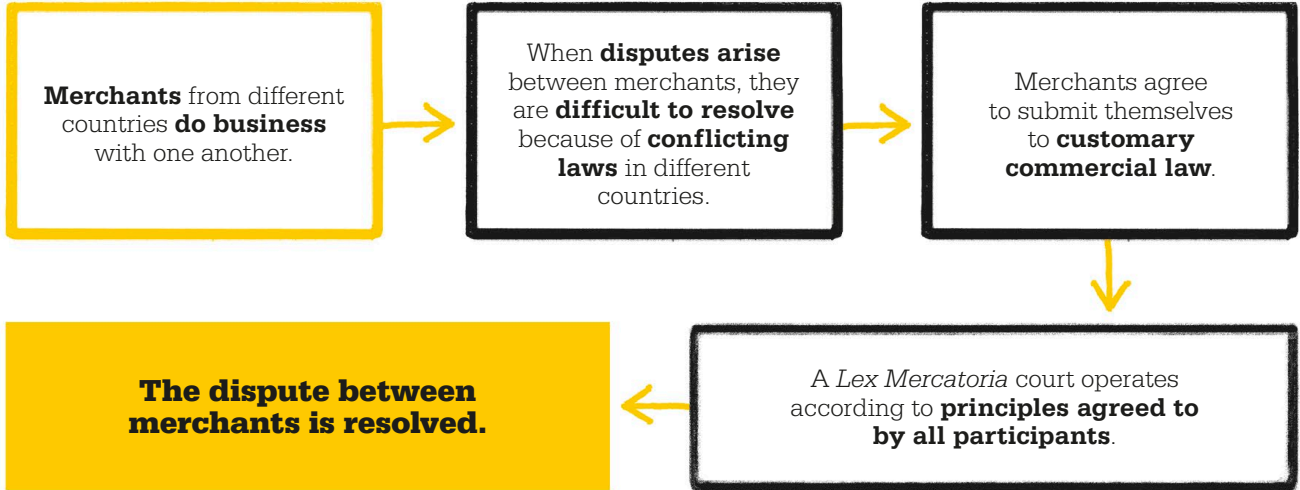 Merchants from different
countries do business
with one another.
When disputes arise
between merchants, they
are difficult to resolve
because of conflicting
laws in different
countries.
Merchants agree
to submit themselves
to customary
commercial law.
A Lex Mercatoria court operates
according to principles agreed to
by all participants.
The dispute between
merchants is resolved.